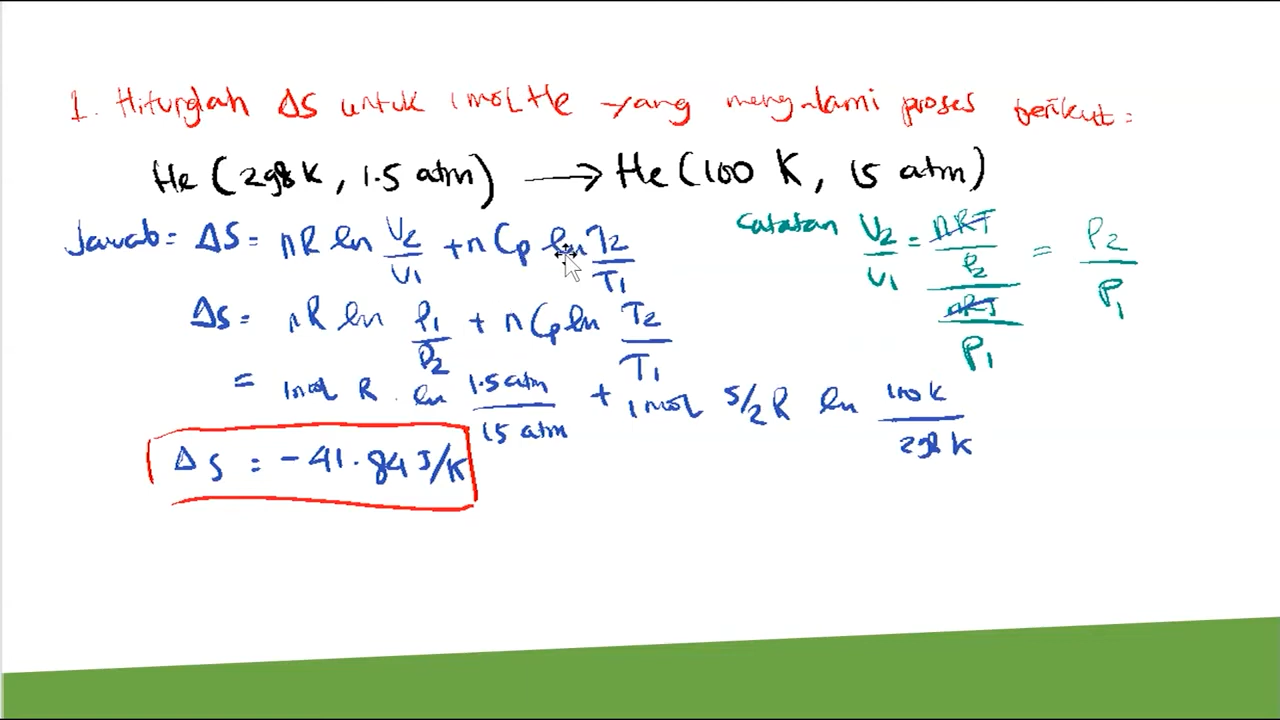 1. Hitunglah ΔS untuk 1 mol He yang mengalami proses berikut:
He (298 K, 1.5 atm) → He (100 K, 15 atm)
Jawab = ΔS = nR ln V2/V1 + n Cp ln T2/T1
Catatan V2/V1 = (nRT/P2)/(nRT/P1) = P2/P1
ΔS = nR ln P1/P2 + n Cp ln T2/T1
= 1 mol R . ln 1.5 atm/15 atm + 1 mol 5/2 R ln 100 K/298 K
ΔS = -41.84 J/K